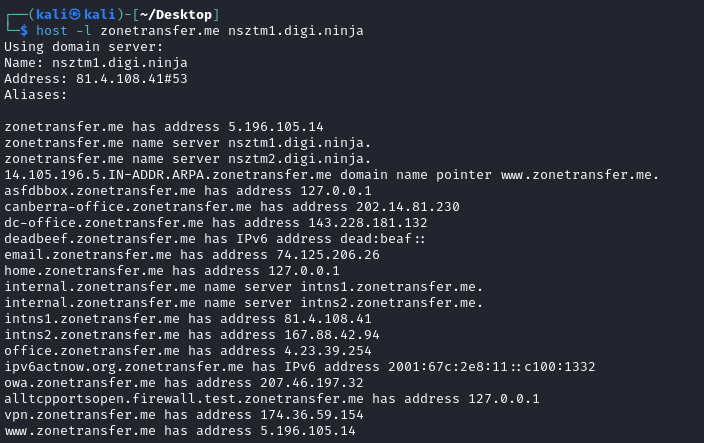 ┌──(kali㉿kali)-[~/Desktop]
└─$ host -l zonetransfer.me nsztm1.digi.ninja
Using domain server:
Name: nsztm1.digi.ninja
Address: 81.4.108.41#53
Aliases:

zonetransfer.me has address 5.196.105.14
zonetransfer.me name server nsztm1.digi.ninja.
zonetransfer.me name server nsztm2.digi.ninja.
14.105.196.5.IN-ADDR.ARPA.zonetransfer.me domain name pointer www.zonetransfer.me.
asfdbbox.zonetransfer.me has address 127.0.0.1
canberra-office.zonetransfer.me has address 202.14.81.230
dc-office.zonetransfer.me has address 143.228.181.132
deadbeef.zonetransfer.me has IPv6 address dead:beaf::
email.zonetransfer.me has address 74.125.206.26
home.zonetransfer.me has address 127.0.0.1
internal.zonetransfer.me name server intns1.zonetransfer.me.
internal.zonetransfer.me name server intns2.zonetransfer.me.
intns1.zonetransfer.me has address 81.4.108.41
intns2.zonetransfer.me has address 167.88.42.94
office.zonetransfer.me has address 4.23.39.254
ipv6actnow.org.zonetransfer.me has IPv6 address 2001:67c:2e8:11::c100:1332
owa.zonetransfer.me has address 207.46.197.32
alltcpportsopen.firewall.test.zonetransfer.me has address 127.0.0.1
vpn.zonetransfer.me has address 174.36.59.154
www.zonetransfer.me has address 5.196.105.14